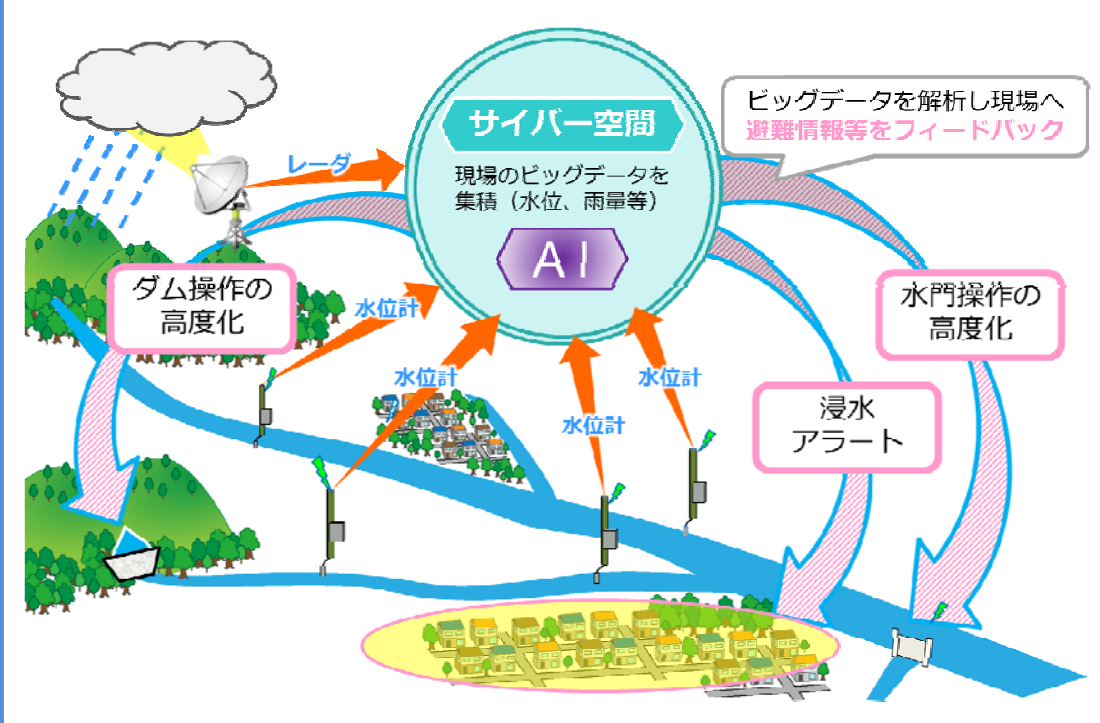 サイバー空間
現場のビッグデータを
集積（水位、雨量等）
AI
ビッグデータを解析し現場へ
避難情報等をフィードバック
レーダ
ダム操作の
高度化
水位計
水位計
水位計
水位計
水門操作の
高度化
浸水
アラート